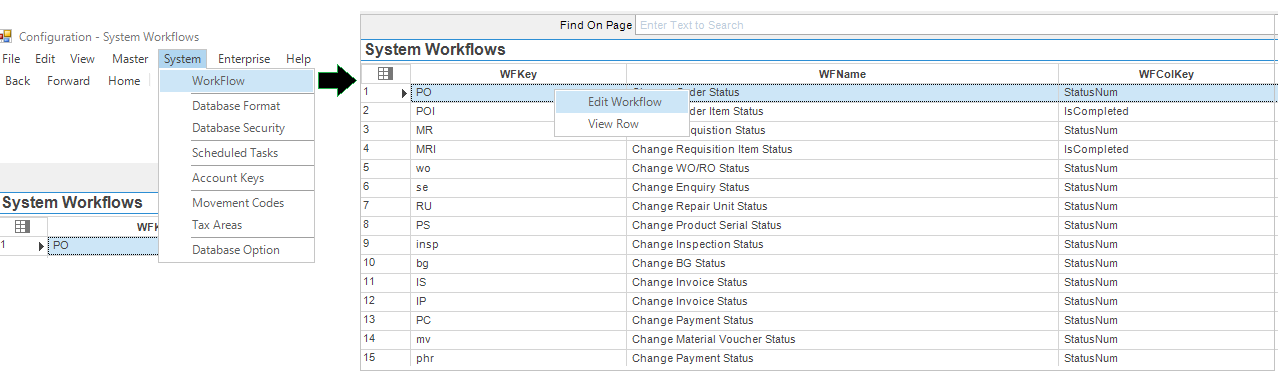 Configuration - System Workflows
File Edit View Master System Enterprise Help
Back Forward Home
WorkFlow
Database Format
Database Security
Scheduled Tasks
Account Keys
Movement Codes
Tax Areas
Database Option
System Workflows
1 PO
Find On Page Enter Text to Search
System Workflows
WFKey WFName WFColKey
1 PO Status StatusNum
2 POI Item Status IsCompleted
3 MR Status StatusNum
4 MRI Change Requisition Item Status IsCompleted
5 wo Change WO/RO Status StatusNum
6 se Change Enquiry Status StatusNum
7 RU Change Repair Unit Status StatusNum
8 PS Change Product Serial Status StatusNum
9 insp Change Inspection Status StatusNum
10 bg Change BG Status StatusNum
11 IS Change Invoice Status StatusNum
12 IP Change Invoice Status StatusNum
13 PC Change Payment Status StatusNum
14 mv Change Material Voucher Status StatusNum
15 phr Change Payment Status StatusNum
Edit Workflow
View Row